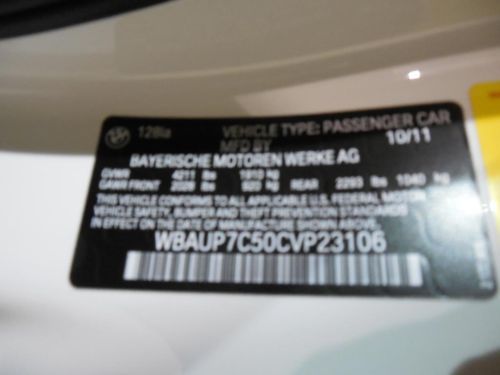 128ia VEHICLE TYPE: PASSENGER CAR
MFD BY 10/11
BAYERISCHE MOTOREN WERKE AG
GVWR 4211 lbs 1910 kg
GAWR FRONT 2028 lbs 920 kg REAR 2293 lbs 1040 kg
THIS VEHICLE CONFORMS TO ALL APPLICABLE U.S. FEDERAL MOTOR
VEHICLE SAFETY, BUMPER AND THEFT PREVENTION STANDARDS IN
EFFECT ON THE DATE OF MANUFACTURE SHOWN ABOVE.
WBAUP7C50CVP23106